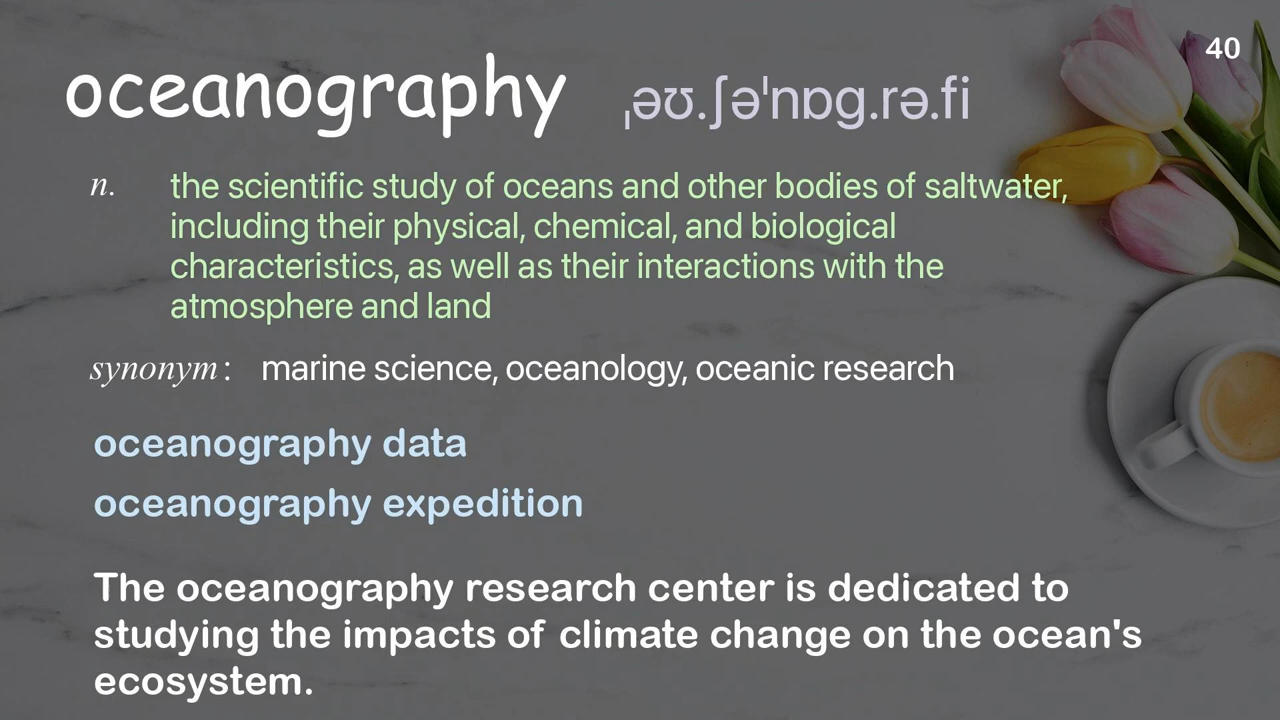 40
oceanography ˌəʊ.ʃəˈnɒg.rə.fi
n. the scientific study of oceans and other bodies of saltwater,
including their physical, chemical, and biological
characteristics, as well as their interactions with the
atmosphere and land
synonym: marine science, oceanology, oceanic research
oceanography data
oceanography expedition
The oceanography research center is dedicated to
studying the impacts of climate change on the ocean's
ecosystem.